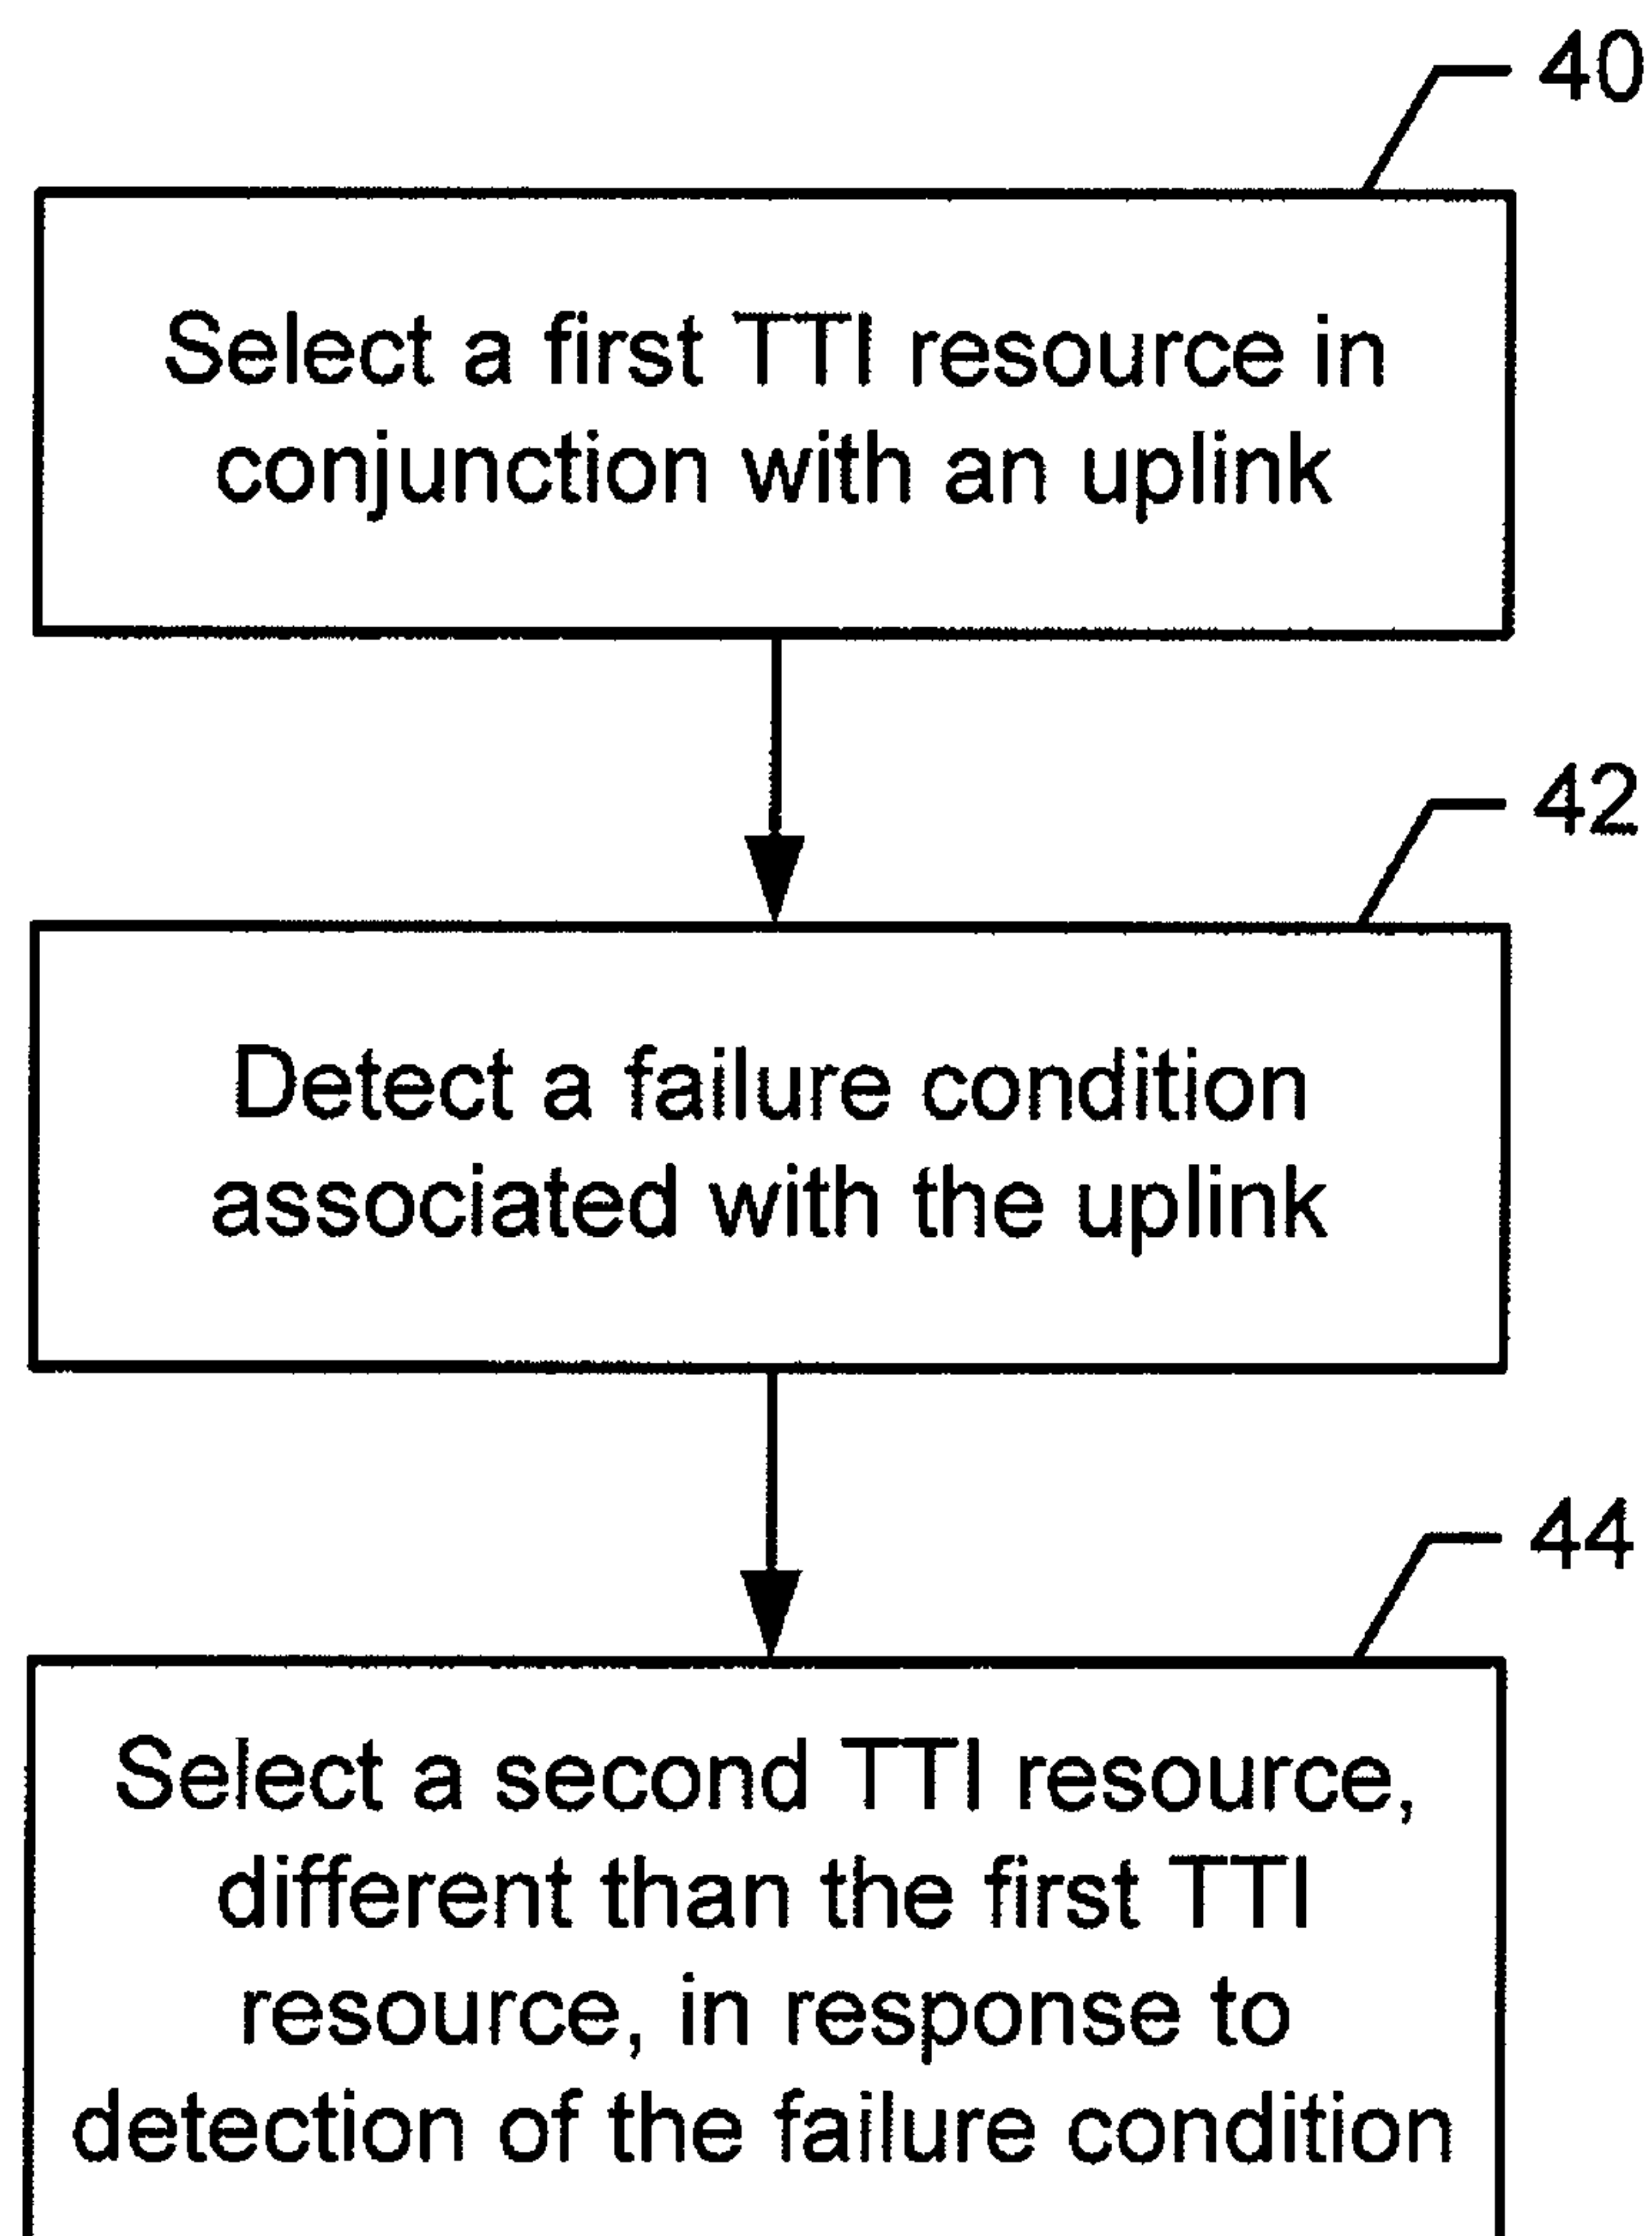 40
Select a first TTI resource in
conjunction with an uplink
42
Detect a failure condition
associated with the uplink
44
Select a second TTI resource,
different than the first TTI
resource, in response to
detection of the failure condition